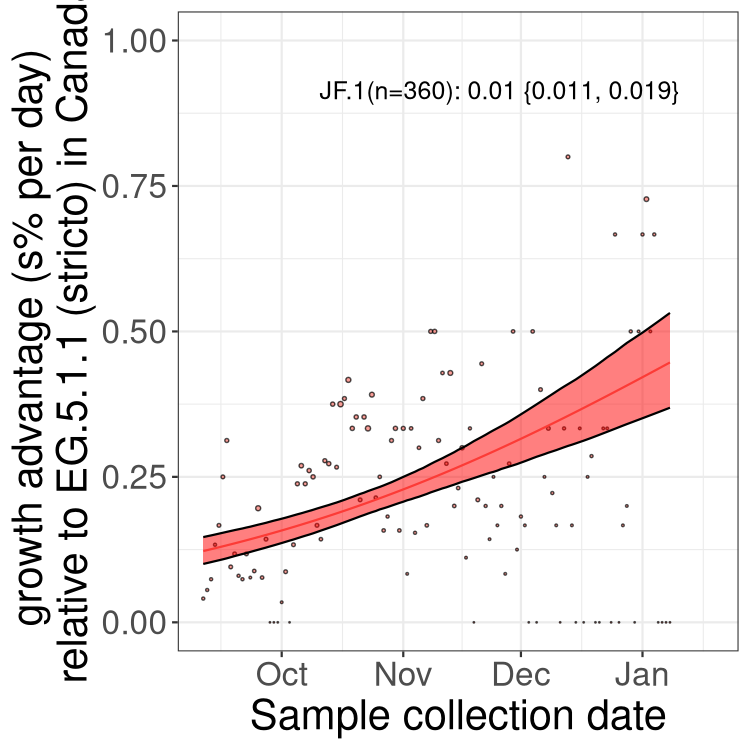 growth advantage (s% per day)
relative to EG.5.1.1 (stricto) in Canada
1.00
JF.1(n=360): 0.01 {0.011, 0.019}
0.75
0.50
0.25
0.00
Oct Nov Dec Jan
Sample collection date